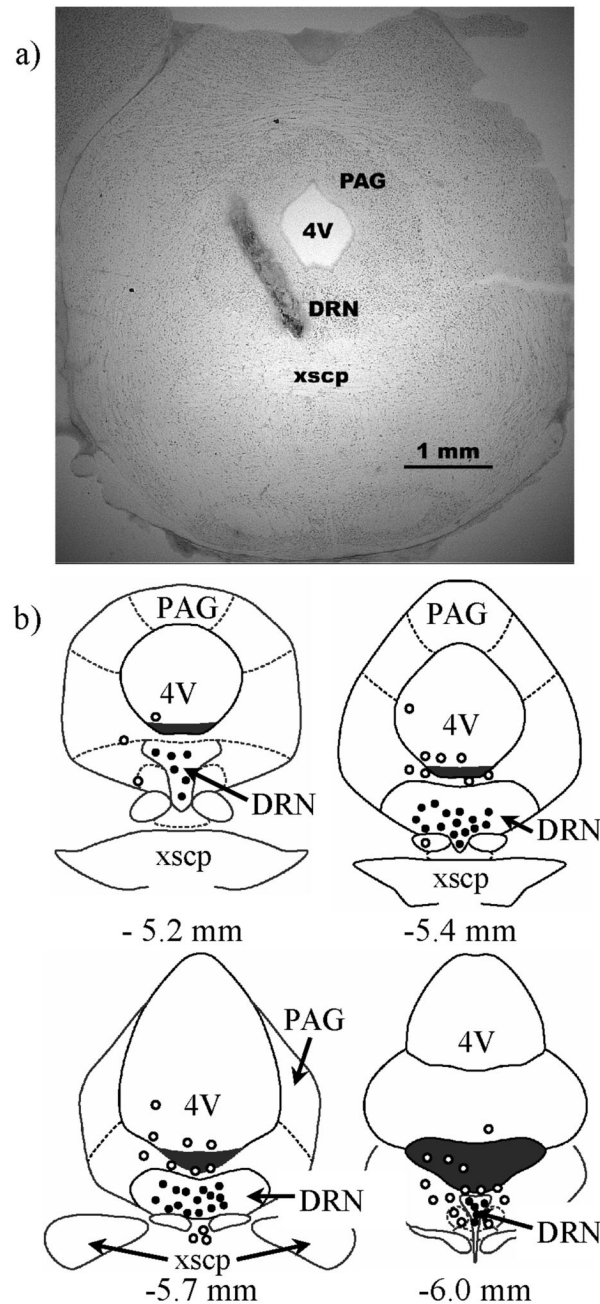 a)
PAG
4V
DRN
xscp
1 mm
b)
PAG
4V
DRN
xscp
- 5.2 mm
PAG
4V
DRN
xscp
-5.4 mm
PAG
4V
DRN
xscp
-5.7 mm
4V
DRN
-6.0 mm